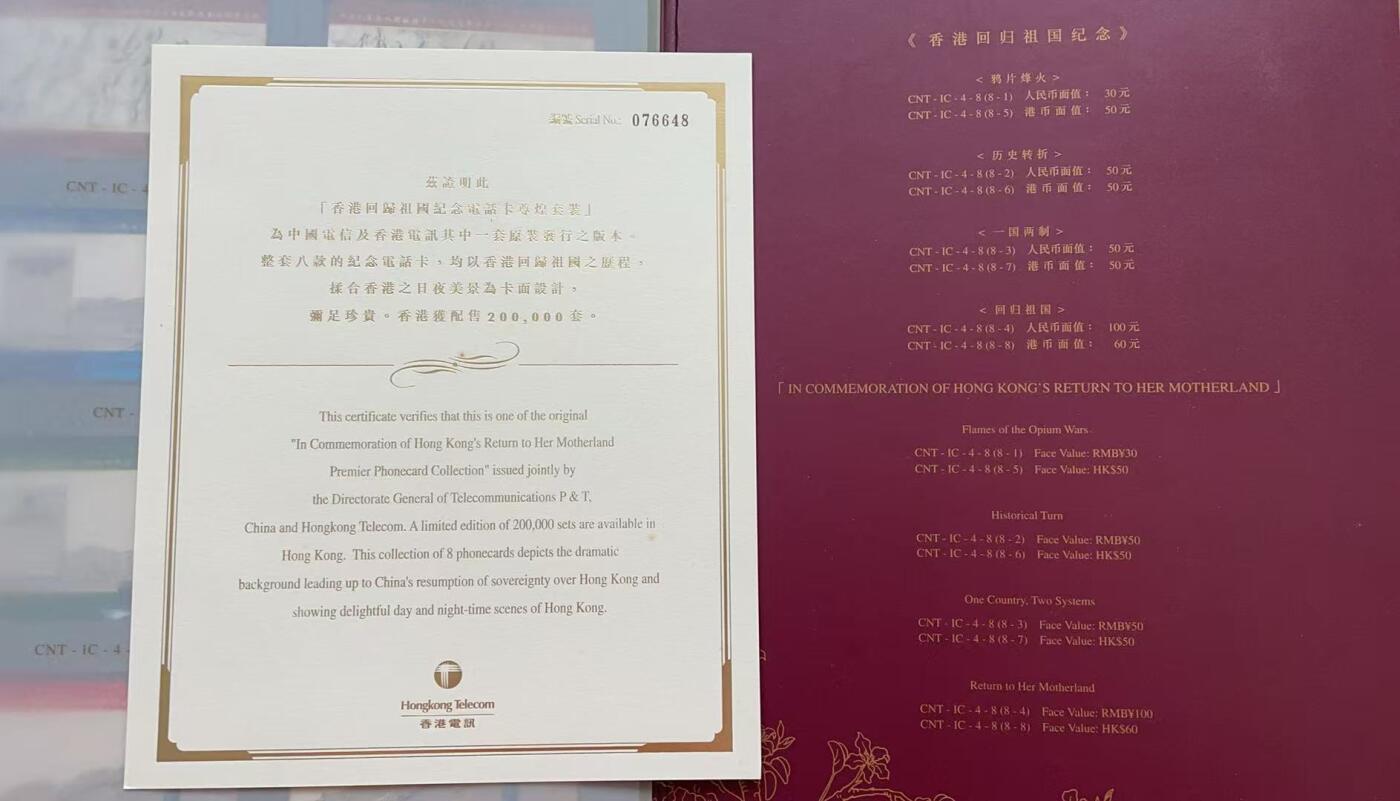 CNT - IC - 4
CNT -
CNT - IC - 4 -
編號 Serial No.: 076648
茲證明此
「香港回歸祖國紀念電話卡尊煌套裝」
為中國電信及香港電訊其中一套原裝發行之版本。
整套八款的紀念電話卡，均以香港回歸祖國之歷程，
揉合香港之日夜美景為卡面設計，
彌足珍貴。香港獲配售200,000套。
This certificate verifies that this is one of the original
"In Commemoration of Hong Kong's Return to Her Motherland
Premier Phonecard Collection" issued jointly by
the Directorate General of Telecommunications P & T,
China and Hongkong Telecom. A limited edition of 200,000 sets are available in
Hong Kong. This collection of 8 phonecards depicts the dramatic
background leading up to China's resumption of sovereignty over Hong Kong and
showing delightful day and night-time scenes of Hong Kong.
Hongkong Telecom
香港電訊
《香港回归祖国纪念》
< 鸦片烽火 >
CNT - IC - 4 - 8 (8 - 1) 人民币面值： 30元
CNT - IC - 4 - 8 (8 - 5) 港币面值： 50元
< 历史转折 >
CNT - IC - 4 - 8 (8 - 2) 人民币面值： 50元
CNT - IC - 4 - 8 (8 - 6) 港币面值： 50元
< 一国两制 >
CNT - IC - 4 - 8 (8 - 3) 人民币面值： 50元
CNT - IC - 4 - 8 (8 - 7) 港币面值： 50元
< 回归祖国 >
CNT - IC - 4 - 8 (8 - 4) 人民币面值： 100元
CNT - IC - 4 - 8 (8 - 8) 港币面值： 60元
「 IN COMMEMORATION OF HONG KONG'S RETURN TO HER MOTHERLAND 」
Flames of the Opium Wars
CNT - IC - 4 - 8 (8 - 1) Face Value: RMB¥30
CNT - IC - 4 - 8 (8 - 5) Face Value: HK$50
Historical Turn
CNT - IC - 4 - 8 (8 - 2) Face Value: RMB¥50
CNT - IC - 4 - 8 (8 - 6) Face Value: HK$50
One Country, Two Systems
CNT - IC - 4 - 8 (8 - 3) Face Value: RMB¥50
CNT - IC - 4 - 8 (8 - 7) Face Value: HK$50
Return to Her Motherland
CNT - IC - 4 - 8 (8 - 4) Face Value: RMB¥100
CNT - IC - 4 - 8 (8 - 8) Face Value: HK$60